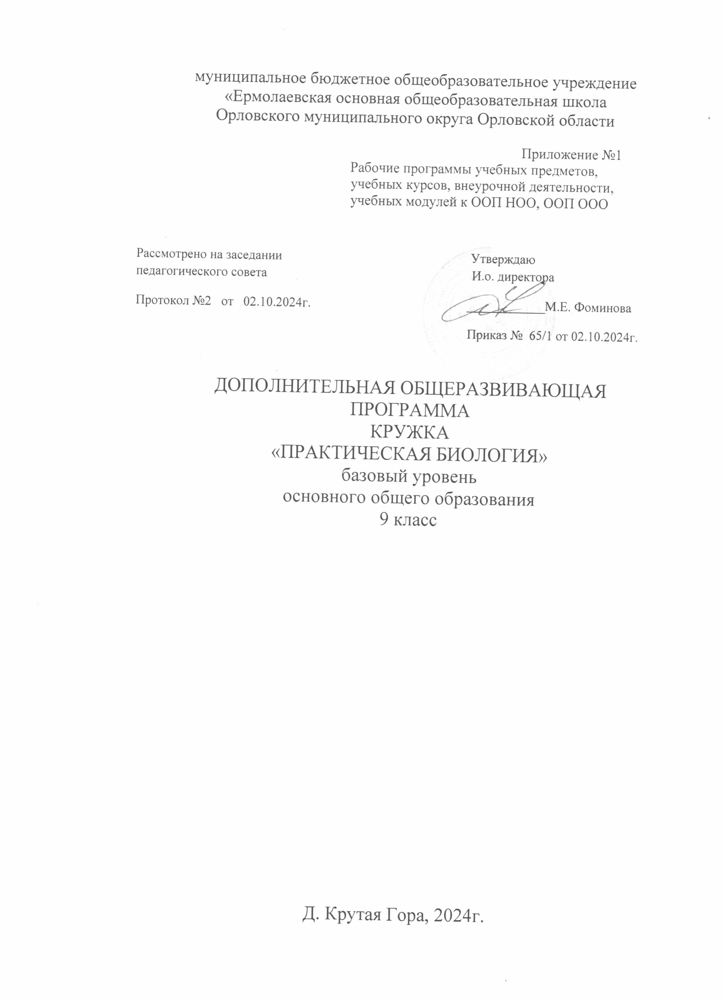 муниципальное бюджетное общеобразовательное учреждение
«Ермолаевская основная общеобразовательная школа
Орловского муниципального округа Орловской области
Приложение №1
Рабочие программы учебных предметов,
учебных курсов, внеурочной деятельности,
учебных модулей к ООП НОО, ООП ООО
Рассмотрено на заседании
педагогического совета
Протокол №2 от 02.10.2024г.
Утверждаю
И.о. директора
____________М.Е. Фоминова
Приказ № 65/1 от 02.10.2024г.
ДОПОЛНИТЕЛЬНАЯ ОБЩЕРАЗВИВАЮЩАЯ
ПРОГРАММА
КРУЖКА
«ПРАКТИЧЕСКАЯ БИОЛОГИЯ»
базовый уровень
основного общего образования
9 класс
Д. Крутая Гора, 2024г.